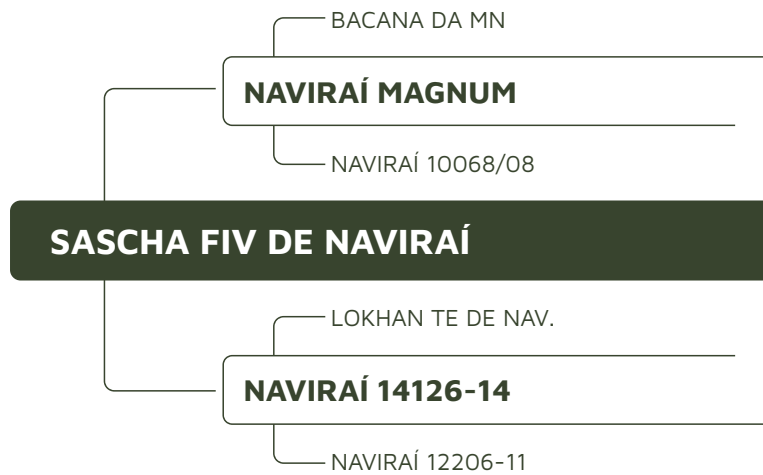 BACANA DA MN
NAVIRAÍ MAGNUM
NAVIRAÍ 10068/08
SASCHA FIV DE NAVIRAÍ
LOKHAN TE DE NAV.
NAVIRAÍ 14126-14
NAVIRAÍ 12206-11